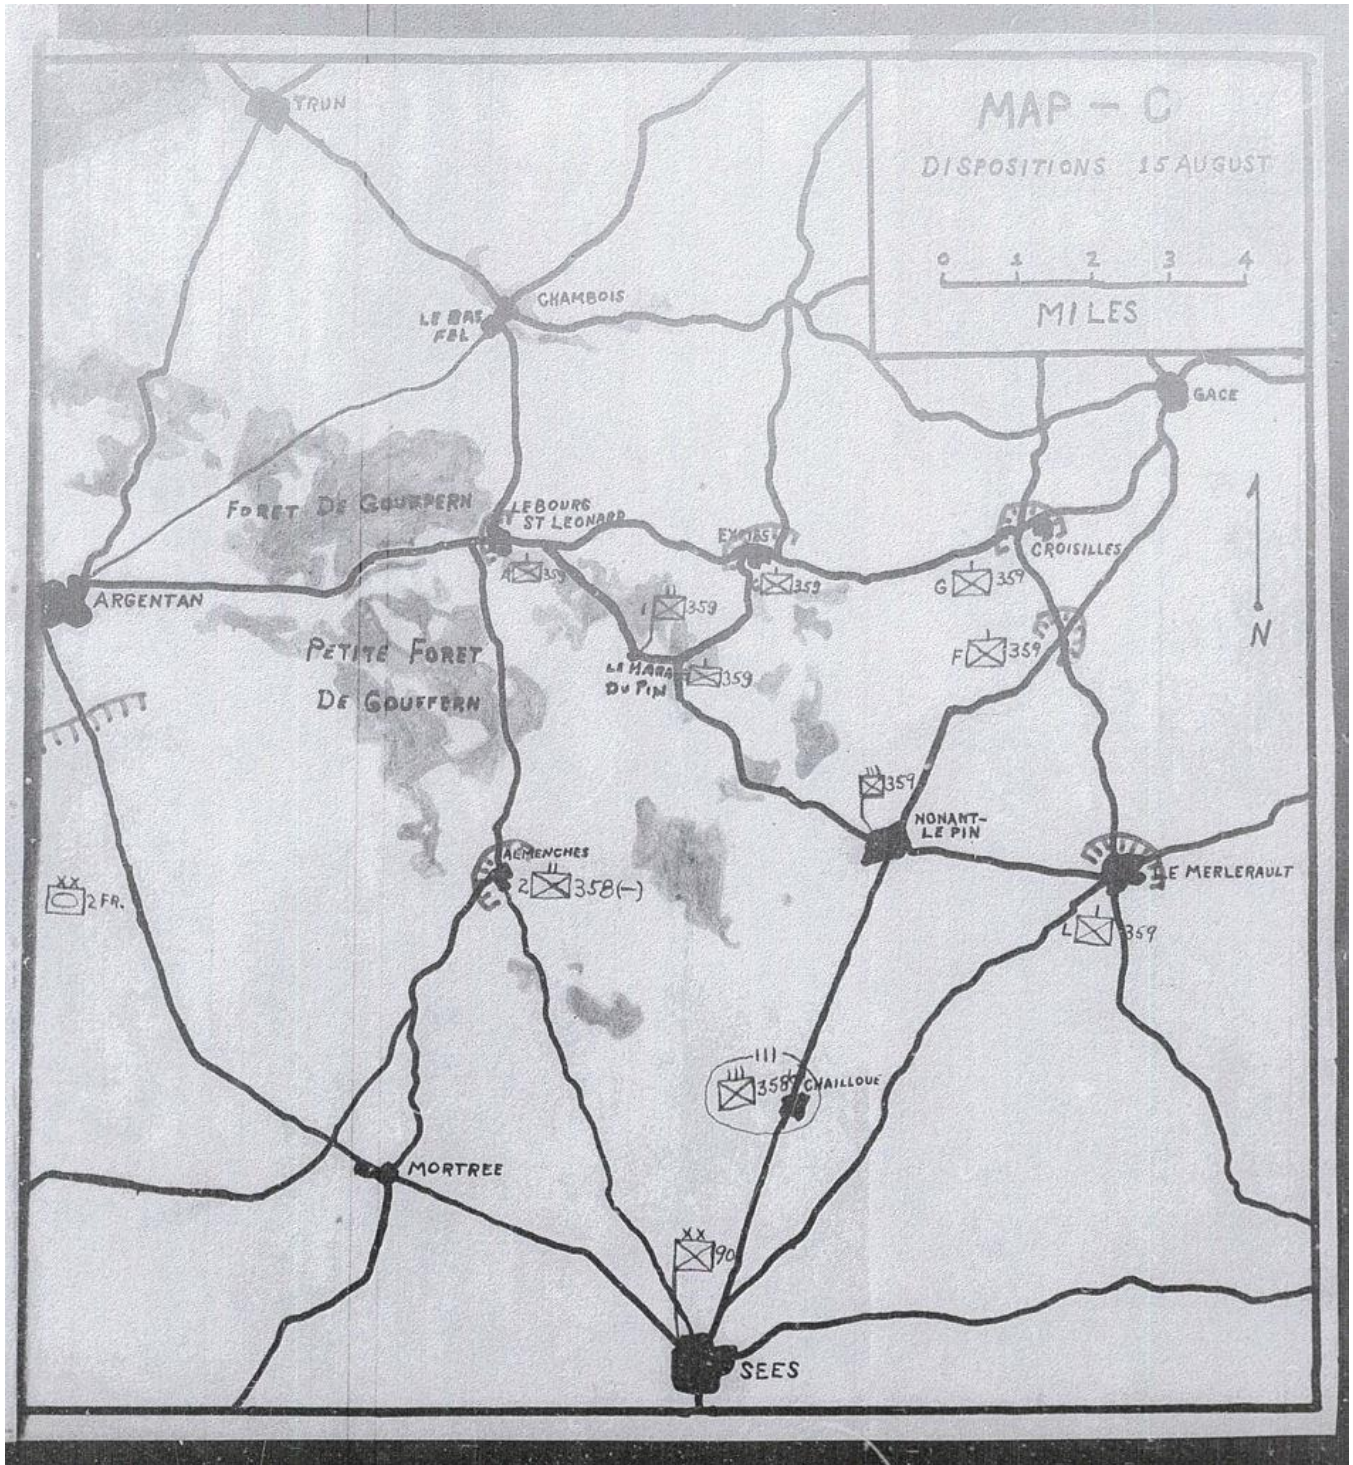 TRUN
MAP - C
DISPOSITIONS 15 AUGUST
0 1 2 3 4
MILES
CHAMBOIS
LE BAS
FEL
GACE
FORET DE GOUFFERN
LEBOURG
ST LEONARD
EXMES
CROISILLES
A 359
359
G 359
ARGENTAN
1 359
N
PETITE FORET
DE GOUFFERN
F 359
LE HARAS
DU PIN
359
359
NONANT-
LE PIN
ALMENCHES
2 358(-)
LE MERLERAULT
XX
2 FR.
L 359
III
358
CHAILLOUE
MORTREE
XX
90
SEES